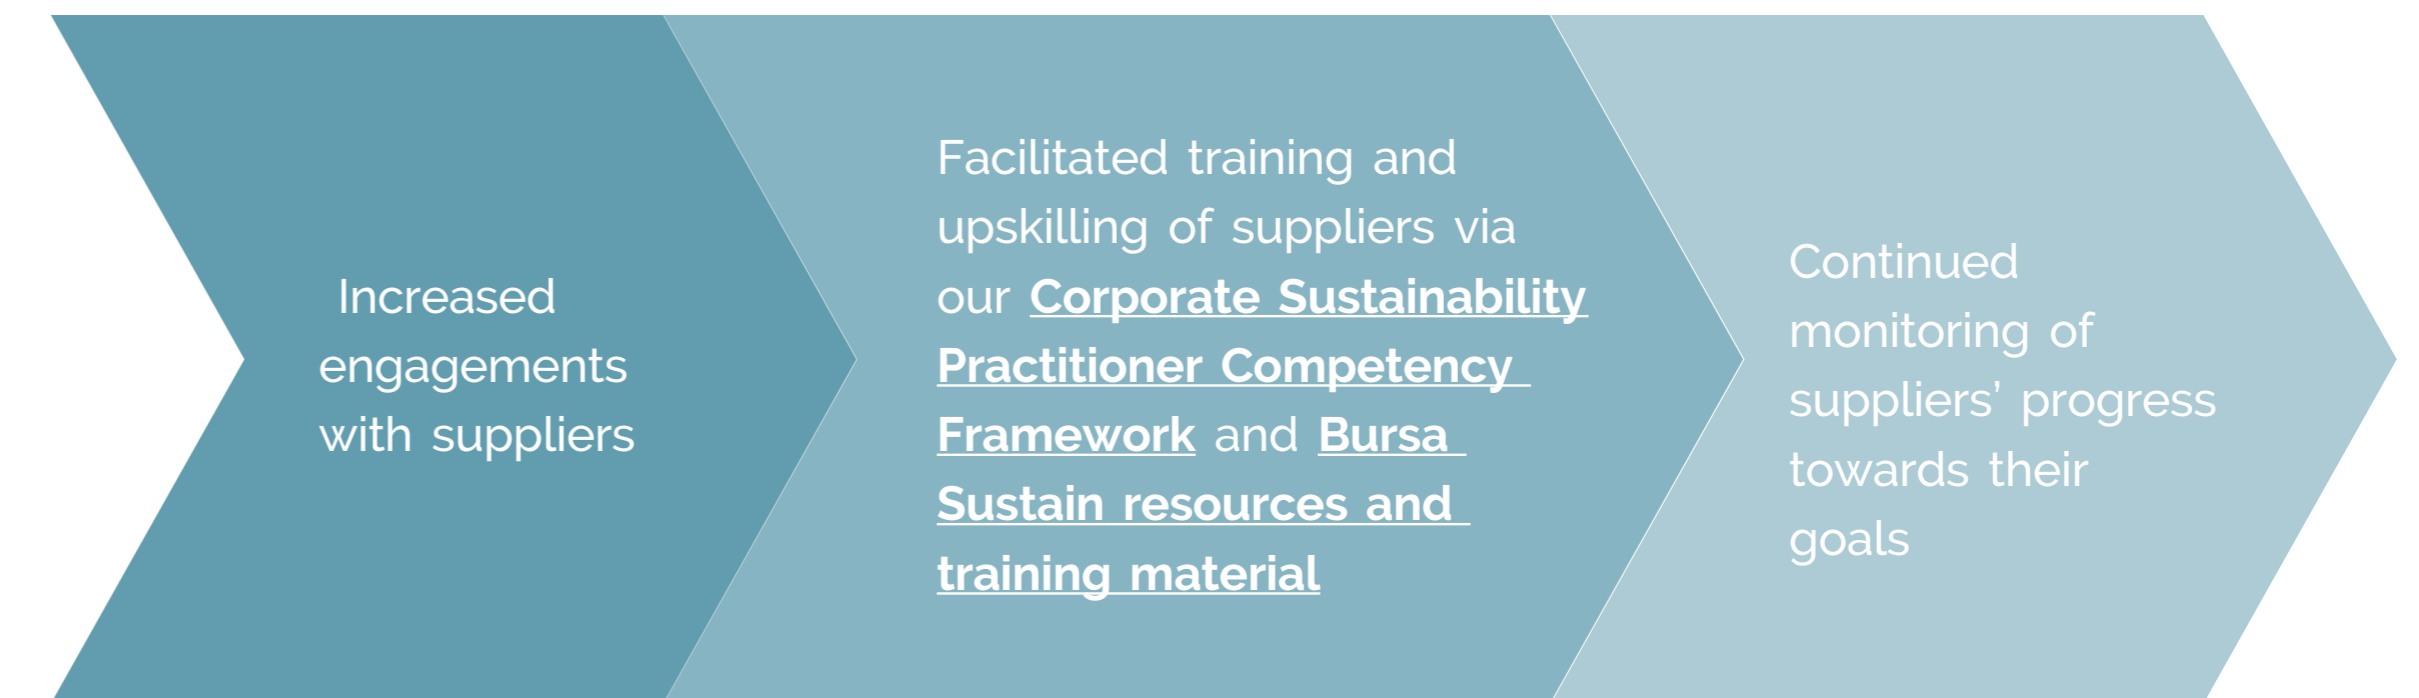 Increased
engagements
with suppliers
Facilitated training and
upskilling of suppliers via
our Corporate Sustainability
Practitioner Competency
Framework and Bursa
Sustain resources and
training material
Continued
monitoring of
suppliers’ progress
towards their
goals